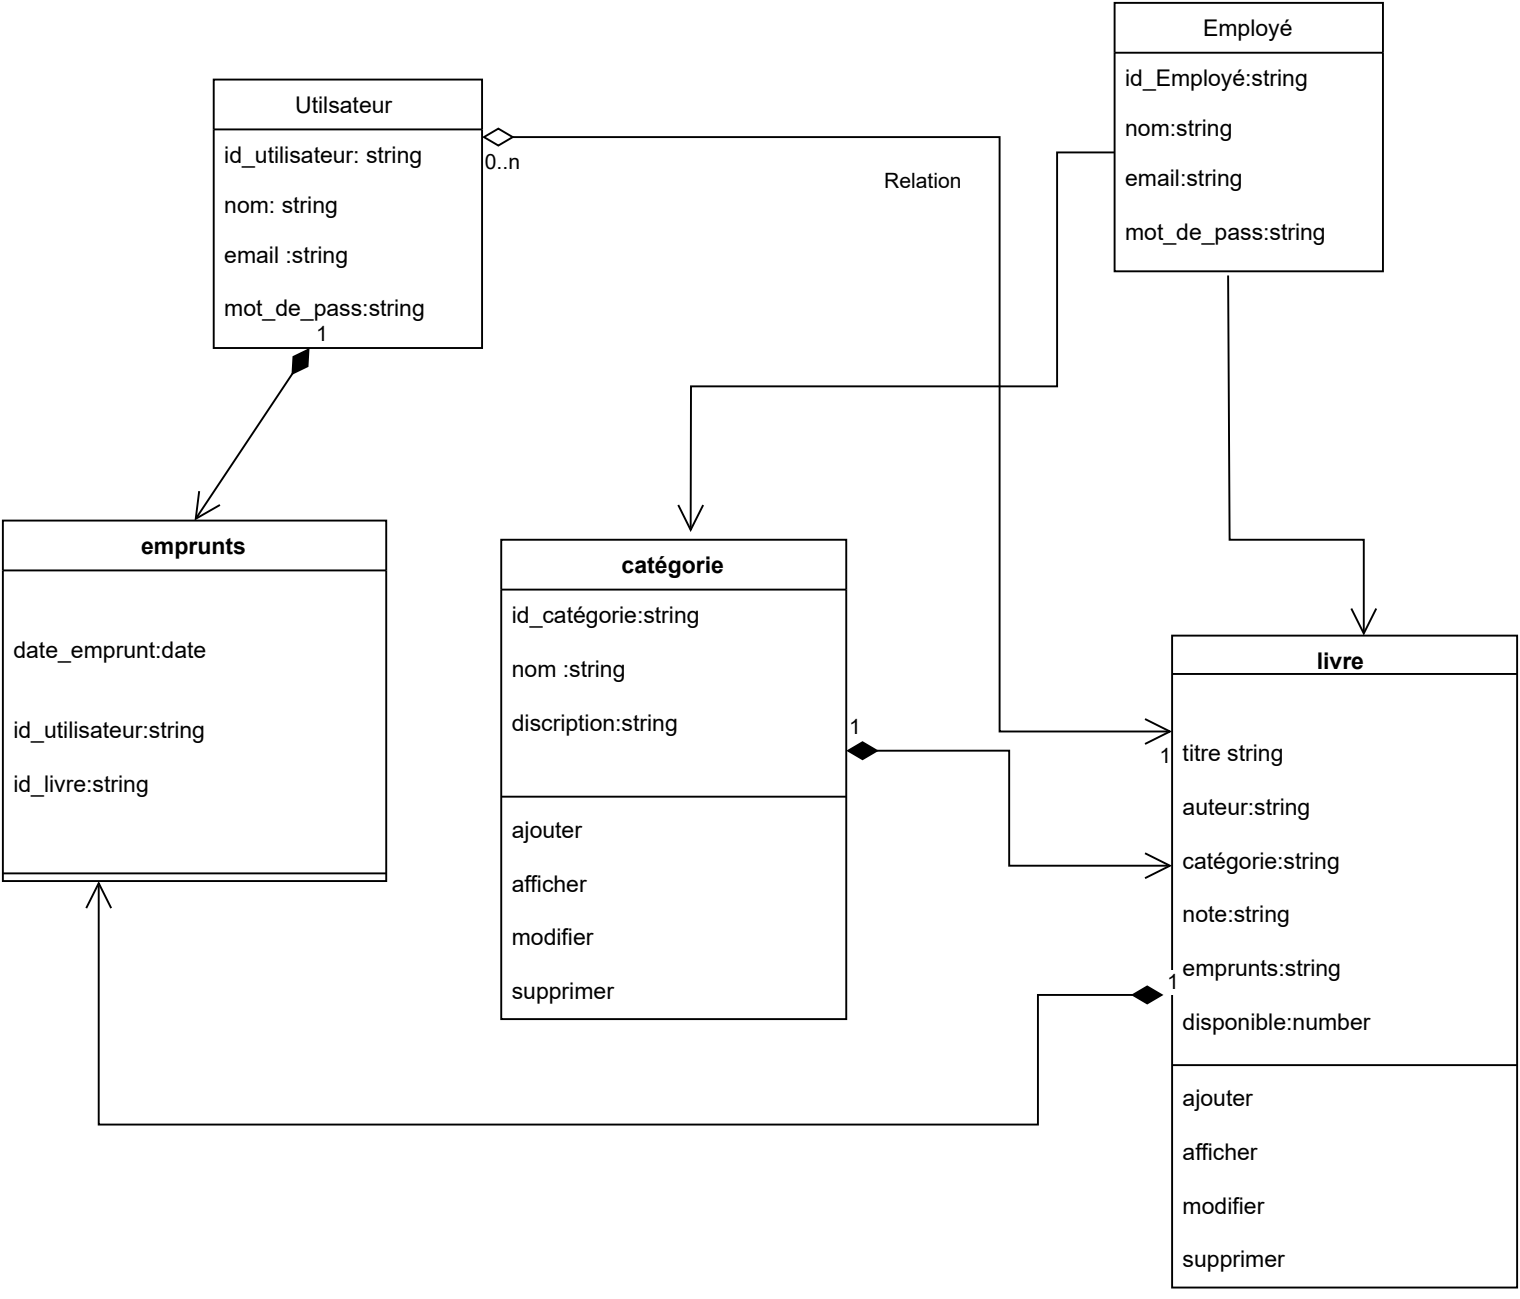 Employé
id_Employé:string
nom:string
email:string
mot_de_pass:string
Utilsateur
id_utilisateur: string
nom: string
email :string
mot_de_pass:string
1
0..n
Relation
emprunts
date_emprunt:date
id_utilisateur:string
id_livre:string
catégorie
id_catégorie:string
nom :string
discription:string
1
ajouter
afficher
modifier
supprimer
livre
1
titre string
auteur:string
catégorie:string
note:string
emprunts:string
1
disponible:number
ajouter
afficher
modifier
supprimer